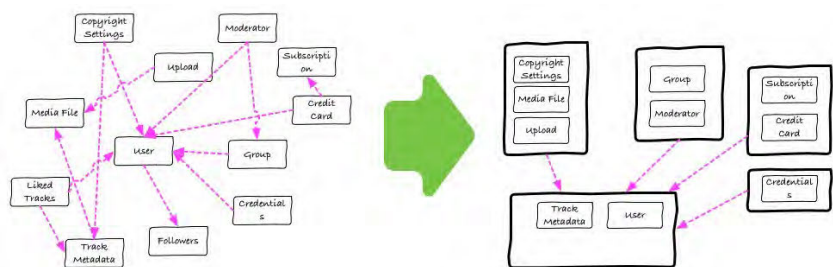 Copyright
Settings
Moderator
Upload
Subscripti
on
Media File
Credit
Card
User
Group
Liked
Tracks
Credential
s
Track
Metadata
Followers
Copyright
Settings
Media File
Upload
Group
Moderator
Subscripti
on
Credit
Card
Credential
s
Track
Metadata
User